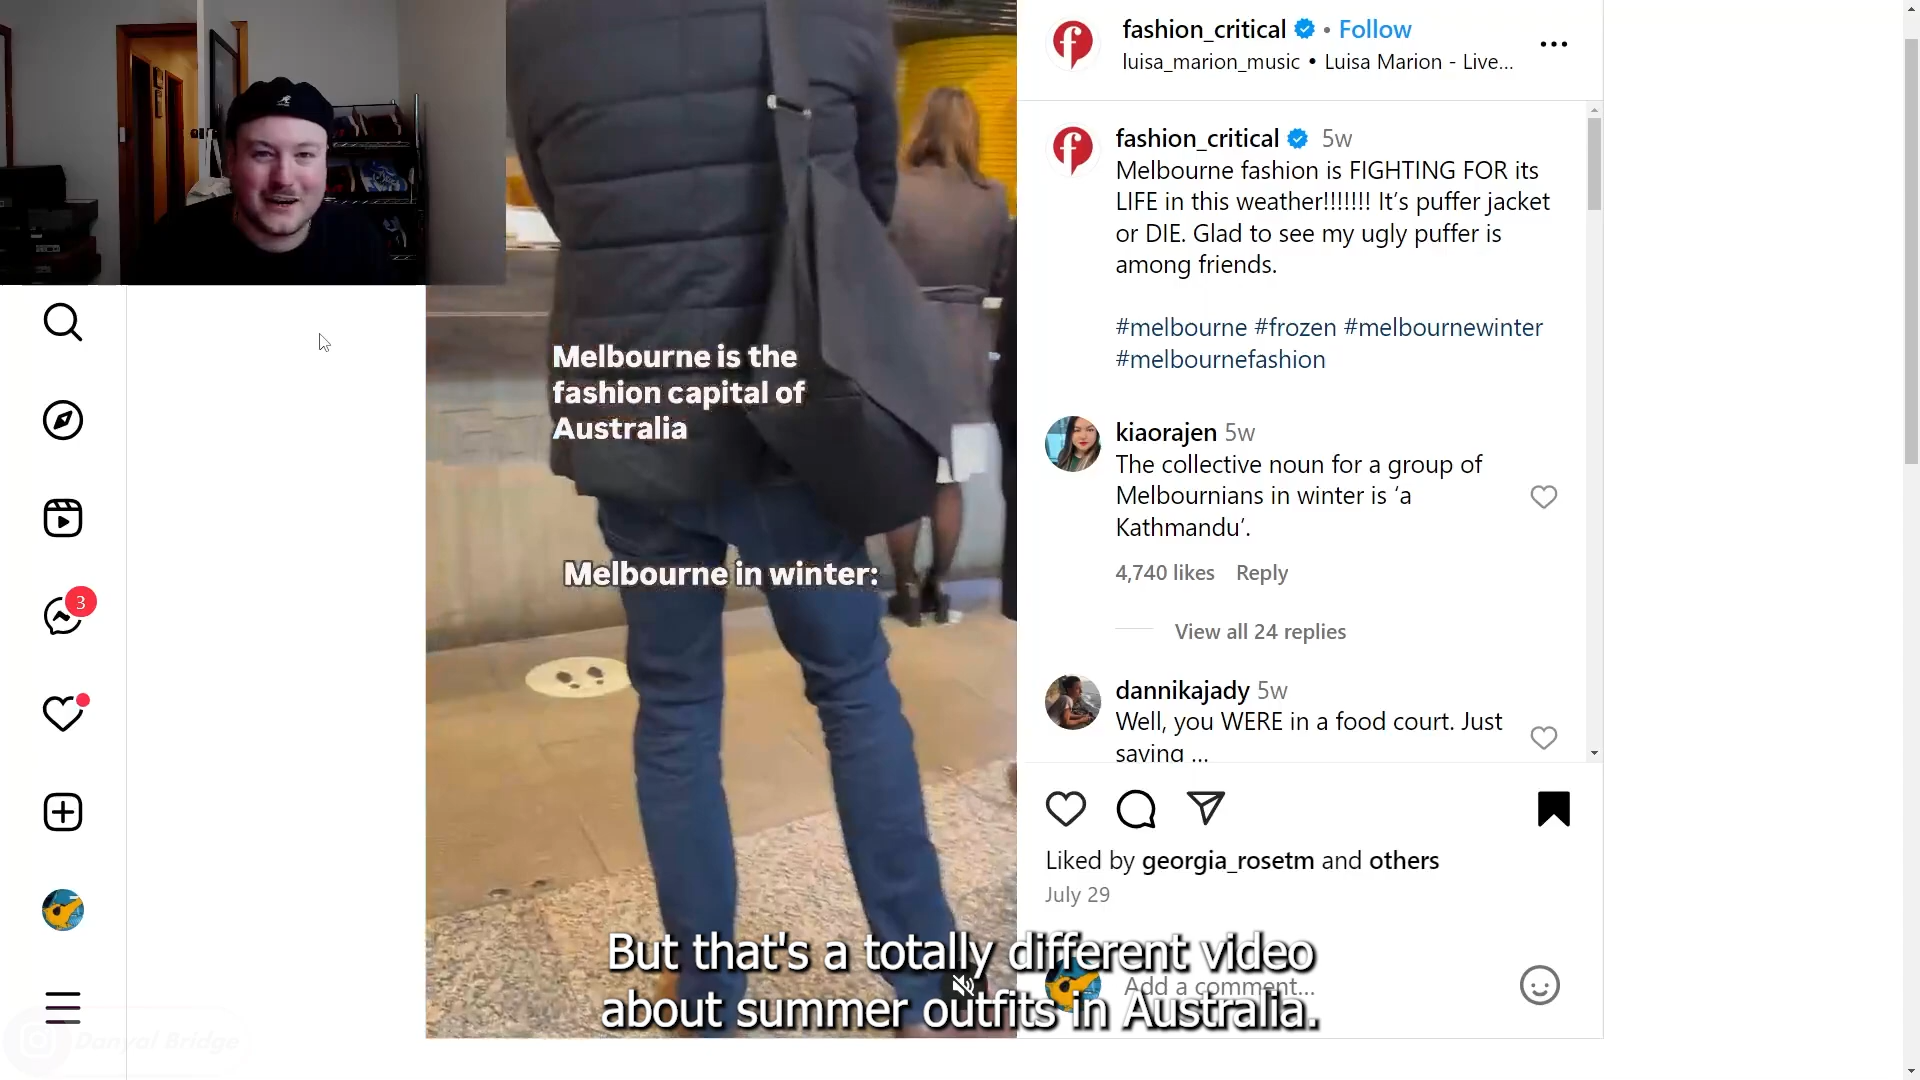 fashion_critical • Follow
luisa_marion_music • Luisa Marion - Live...
fashion_critical 5w
Melbourne fashion is FIGHTING FOR its
LIFE in this weather!!!!!!! It’s puffer jacket
or DIE. Glad to see my ugly puffer is
among friends.
#melbourne #frozen #melbournewinter
#melbournefashion
kiaorajen 5w
The collective noun for a group of
Melbournians in winter is ‘a
Kathmandu’.
4,740 likes Reply
View all 24 replies
dannikajady 5w
Well, you WERE in a food court. Just
saying ...
Liked by georgia_rosetm and others
July 29
Add a comment...
Melbourne is the
fashion capital of
Australia
Melbourne in winter:
3
But that's a totally different video
about summer outfits in Australia.
Danyal Bridge